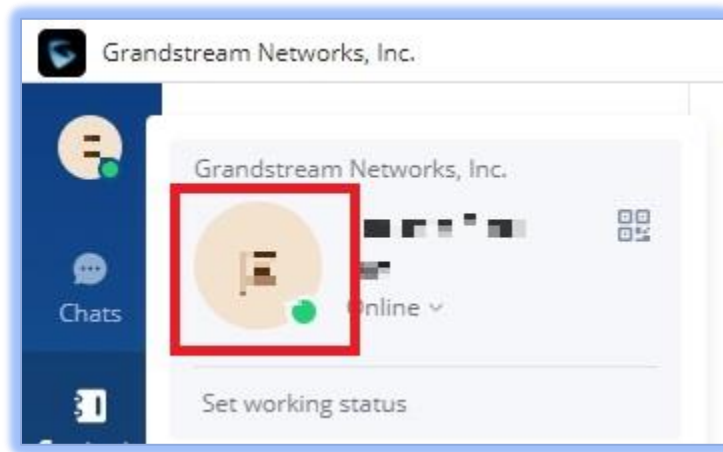 Grandstream Networks, Inc.
Grandstream Networks, Inc.
Online
Chats
Set working status